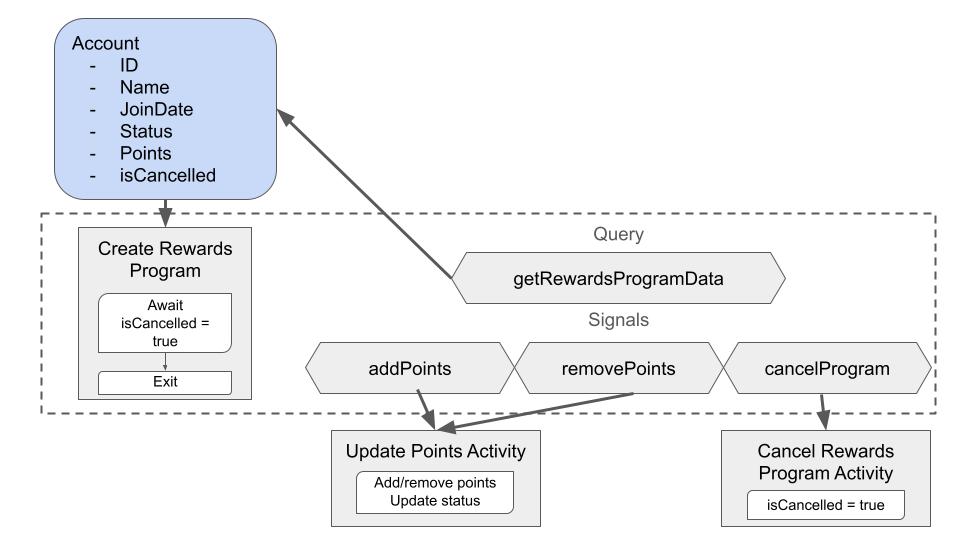 Account
- ID
- Name
- JoinDate
- Status
- Points
- isCancelled
Create Rewards
Program
Await
isCancelled =
true
Exit
Query
getRewardsProgramData
Signals
addPoints
removePoints
cancelProgram
Update Points Activity
Add/remove points
Update status
Cancel Rewards
Program Activity
isCancelled = true